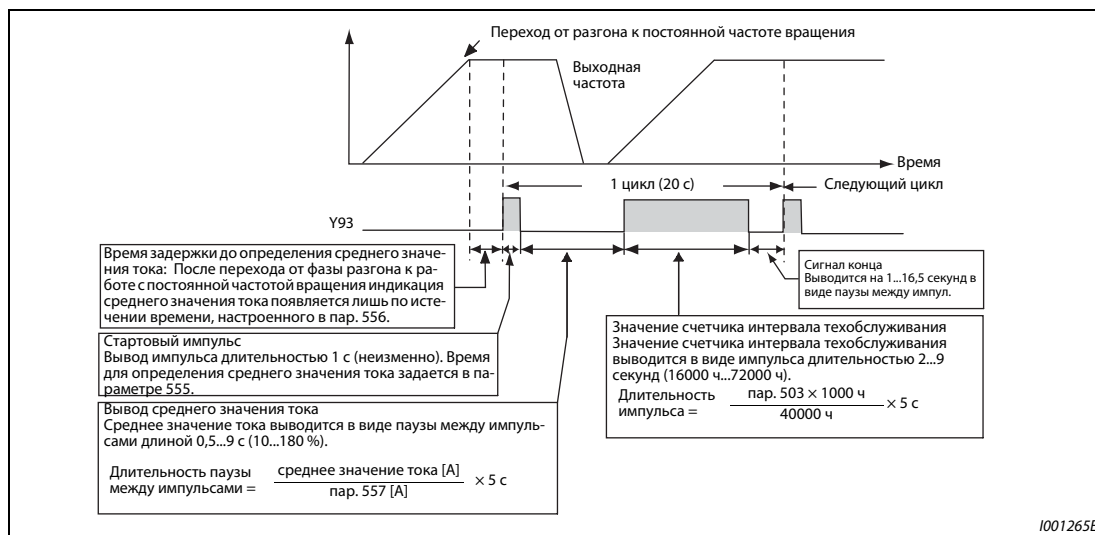 Переход от разгона к постоянной частоте вращения
Выходная
частота
Время
1 цикл (20 с)
Следующий цикл
Y93
Время задержки до определения среднего значе-
ния тока: После перехода от фазы разгона к ра-
боте с постоянной частотой вращения индикация
среднего значения тока появляется лишь по исте-
чении времени, настроенного в пар. 556.
Сигнал конца
Выводится на 1...16,5 секунд в
виде паузы между импул.
Стартовый импульс
Вывод импульса длительностью 1 с (неизменно). Время
для определения среднего значения тока задается в па-
раметре 555.
Значение счетчика интервала техобслуживания
Значение счетчика интервала техобслуживания
выводится в виде импульса длительностью 2...9
секунд (16000 ч...72000 ч).
Длительность
импульса =
пар. 503 × 1000 ч
40000 ч
× 5 с
Вывод среднего значения тока
Среднее значение тока выводится в виде паузы между импуль-
сами длиной 0,5...9 с (10...180 %).
Длительность паузы
между импульсами =
среднее значение тока [A]
пар. 557 [A]
× 5 с
I001265E